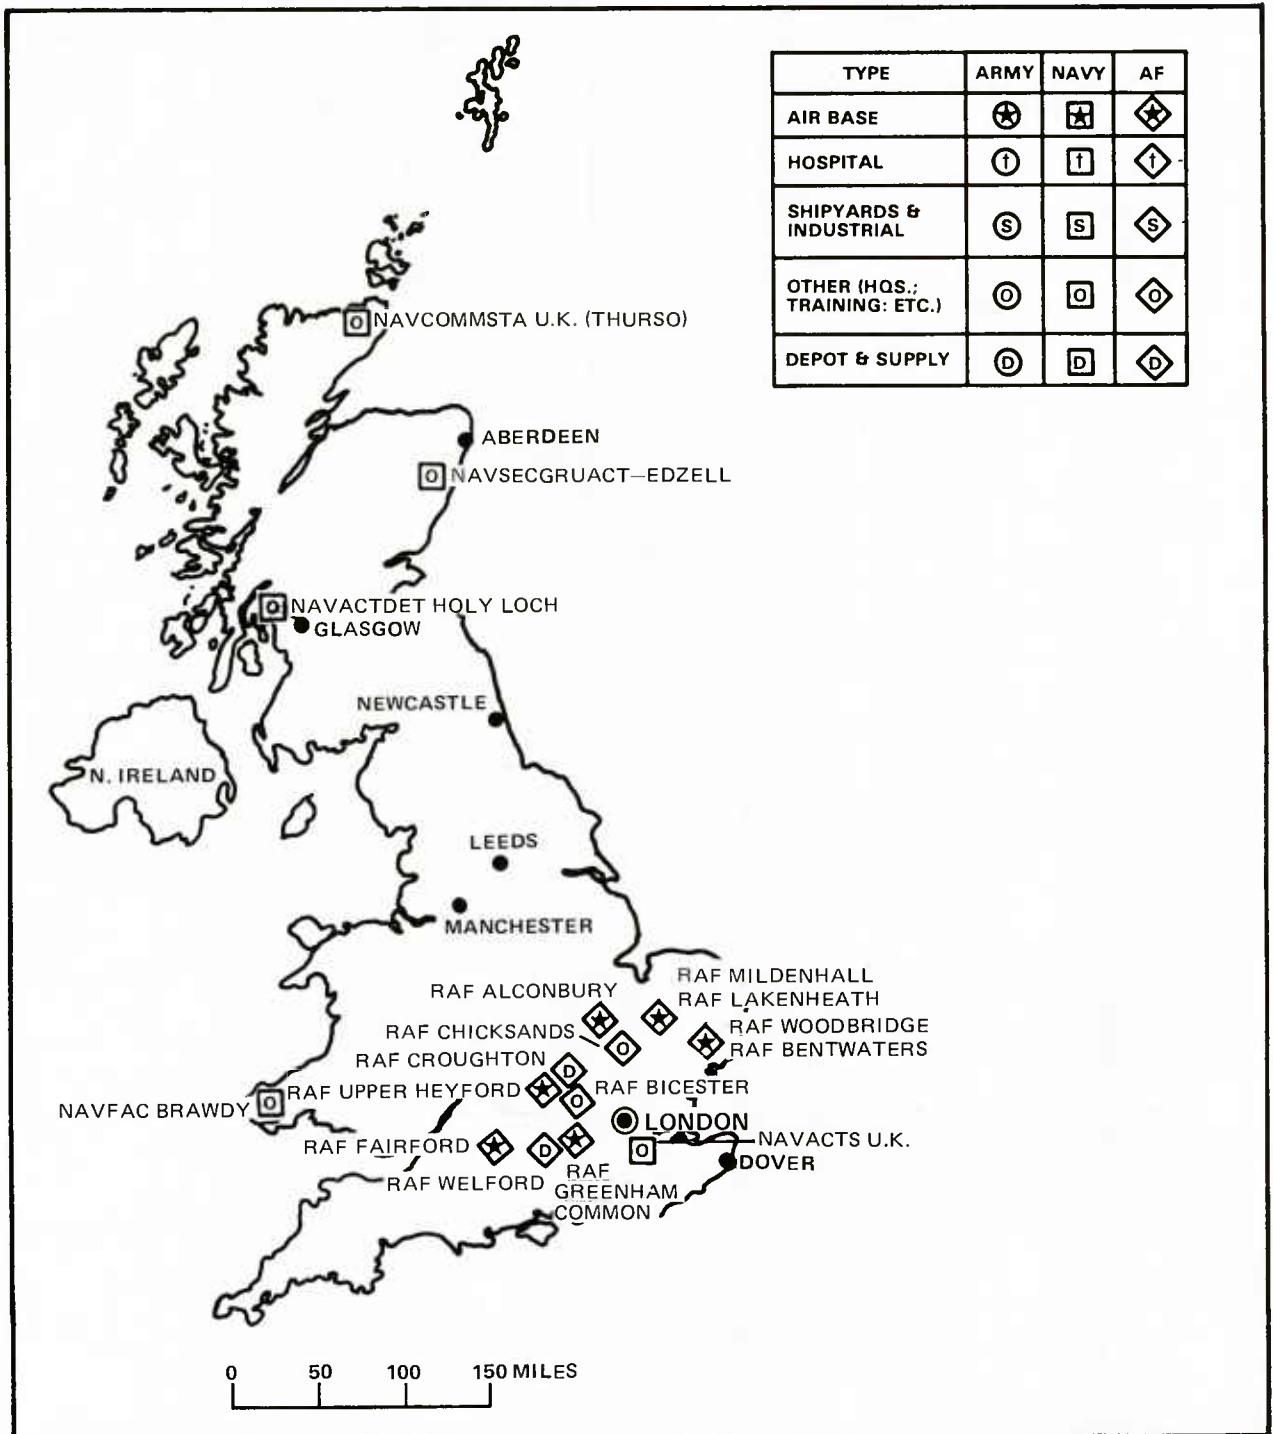 TYPE ARMY NAVY AF
AIR BASE
HOSPITAL † † †
SHIPYARDS &
INDUSTRIAL S S S
OTHER (HQS.;
TRAINING: ETC.) O O O
DEPOT & SUPPLY D D D
O NAVCOMMSTA U.K. (THURSO)
ABERDEEN
O NAVSECGRUACT—EDZELL
O NAVACTDET HOLY LOCH
GLASGOW
NEWCASTLE
N. IRELAND
LEEDS
MANCHESTER
RAF MILDENHALL
RAF ALCONBURY
RAF LAKENHEATH
RAF WOODBRIDGE
RAF CHICKSANDS O
RAF BENTWATERS
RAF CROUGHTON D
RAF UPPER HEYFORD
O RAF BICESTER
NAVFAC BRAWDY O
LONDON
NAVACTS U.K. O
RAF FAIRFORD
DOVER
RAF WELFORD D
RAF
GREENHAM
COMMON
0 50 100 150 MILES